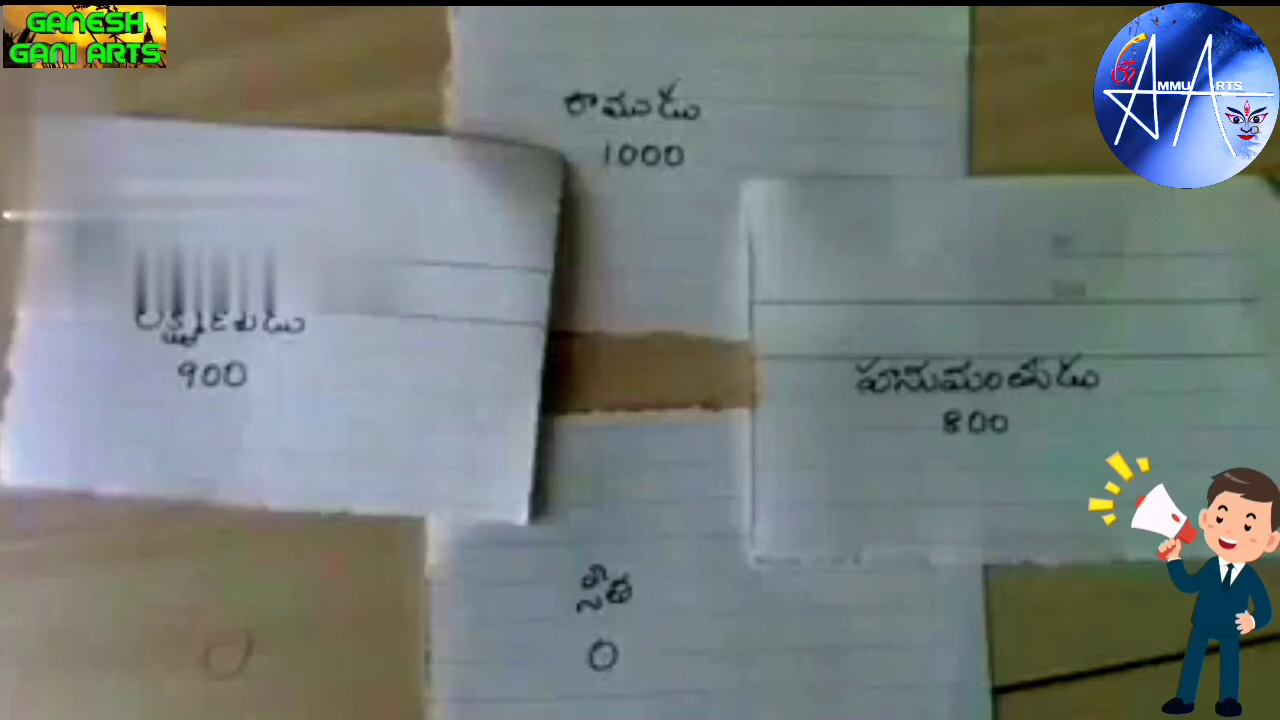 GANESH
GANI ARTS
AMMU ARTS
రాముడు
1000
లక్ష్మణుడు
900
హనుమంతుడు
800
సీత
0